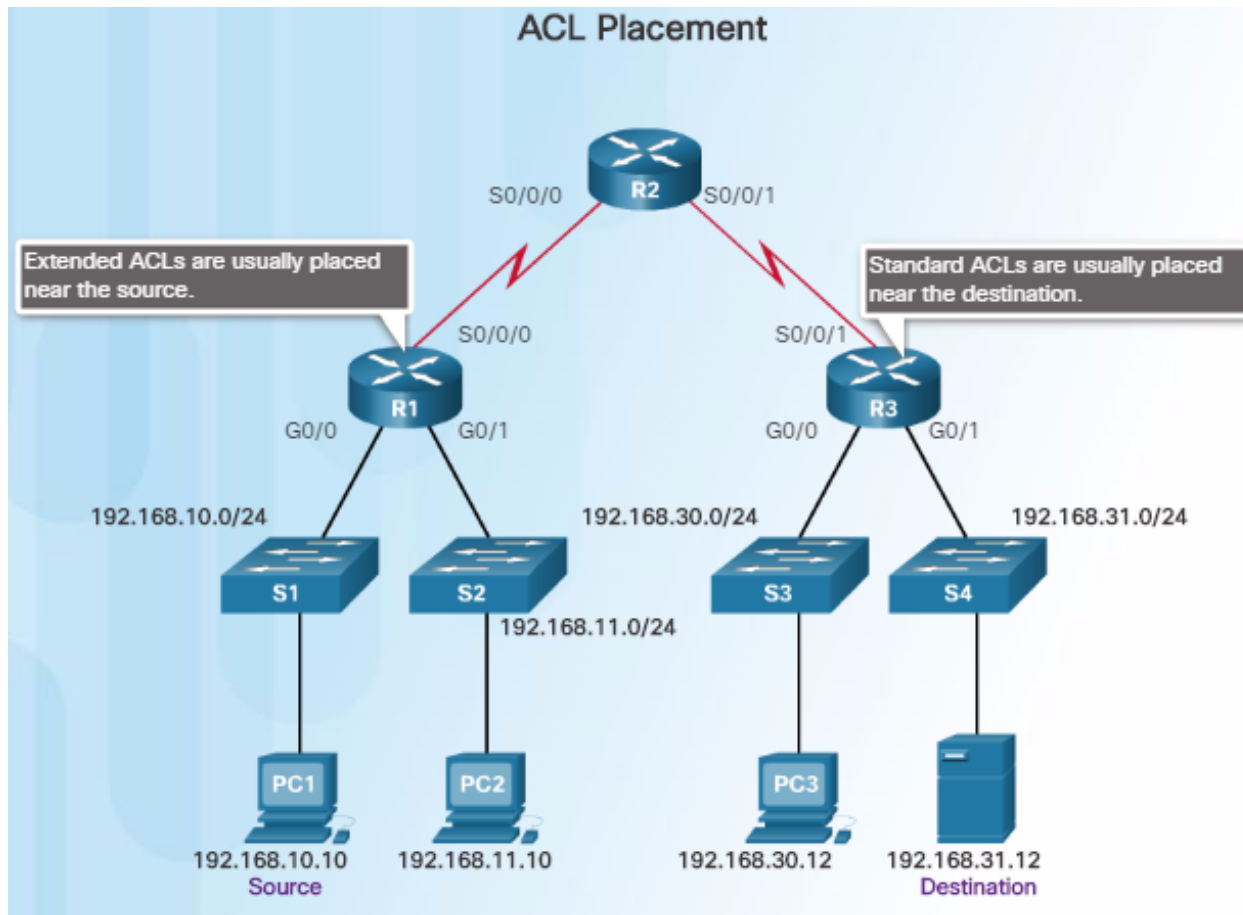 ACL Placement
R2
S0/0/0
S0/0/1
Extended ACLs are usually placed
near the source.
Standard ACLs are usually placed
near the destination.
S0/0/0
S0/0/1
R1
R3
G0/0
G0/1
G0/0
G0/1
192.168.10.0/24
192.168.30.0/24
192.168.31.0/24
S1
S2
S3
S4
192.168.11.0/24
PC1
PC2
PC3
192.168.10.10
192.168.11.10
192.168.30.12
192.168.31.12
Source
Destination